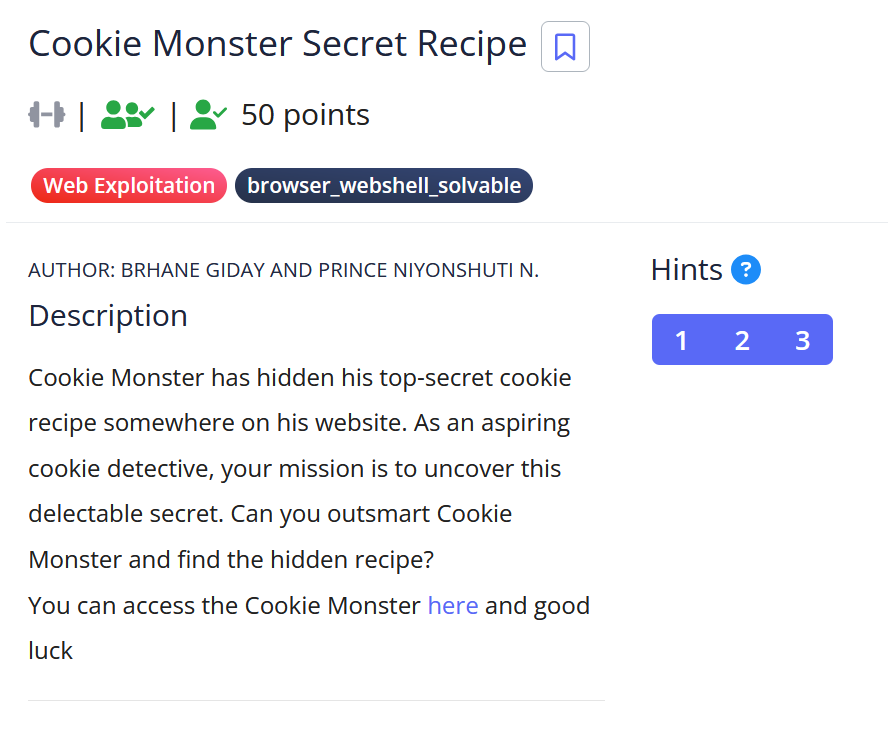 Cookie Monster Secret Recipe
| | 50 points
Web Exploitation browser_webshell_solvable
AUTHOR: BRHANE GIDAY AND PRINCE NIYONSHUTI N.
Hints ?
Description
1 2 3
Cookie Monster has hidden his top-secret cookie
recipe somewhere on his website. As an aspiring
cookie detective, your mission is to uncover this
delectable secret. Can you outsmart Cookie
Monster and find the hidden recipe?
You can access the Cookie Monster here and good
luck